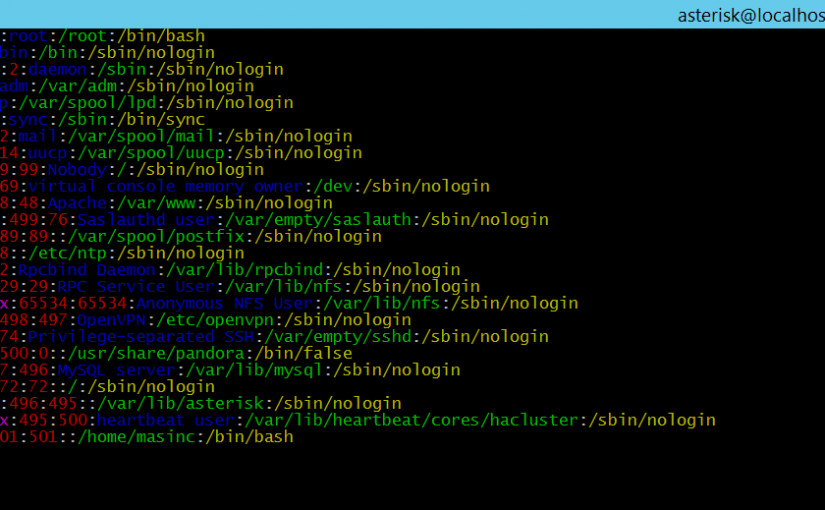 asterisk@localhos
:root:/root:/bin/bash
bin:/bin:/sbin/nologin
:2:daemon:/sbin:/sbin/nologin
adm:/var/adm:/sbin/nologin
p:/var/spool/lpd:/sbin/nologin
:sync:/sbin:/bin/sync
2:mail:/var/spool/mail:/sbin/nologin
14:uucp:/var/spool/uucp:/sbin/nologin
9:99:Nobody:/:/sbin/nologin
69:virtual console memory owner:/dev:/sbin/nologin
8:48:Apache:/var/www:/sbin/nologin
:499:76:Saslauthd user:/var/empty/saslauth:/sbin/nologin
89:89::/var/spool/postfix:/sbin/nologin
8::/etc/ntp:/sbin/nologin
2:Rpcbind Daemon:/var/lib/rpcbind:/sbin/nologin
29:29:RPC Service User:/var/lib/nfs:/sbin/nologin
x:65534:65534:Anonymous NFS User:/var/lib/nfs:/sbin/nologin
498:497:OpenVPN:/etc/openvpn:/sbin/nologin
74:Privilege-separated SSH:/var/empty/sshd:/sbin/nologin
500:0::/usr/share/pandora:/bin/false
7:496:MySQL server:/var/lib/mysql:/sbin/nologin
72:72::/:/sbin/nologin
:496:495::/var/lib/asterisk:/sbin/nologin
x:495:500:heartbeat user:/var/lib/heartbeat/cores/hacluster:/sbin/nologin
01:501::/home/masinc:/bin/bash